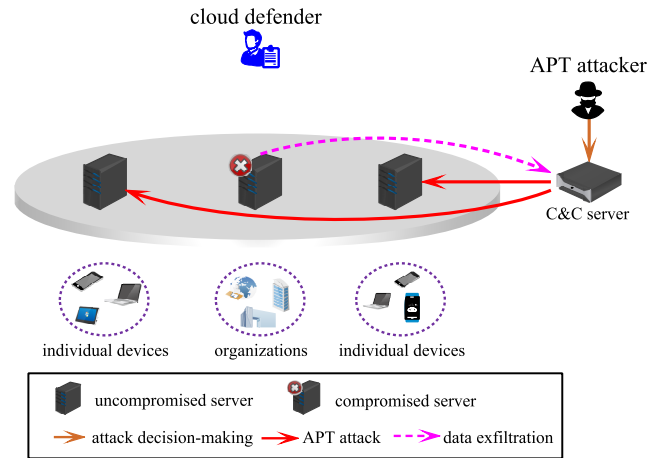 cloud defender
APT attacker
C&C server
individual devices
organizations
individual devices
uncompromised server
compromised server
attack decision-making
APT attack
data exfiltration